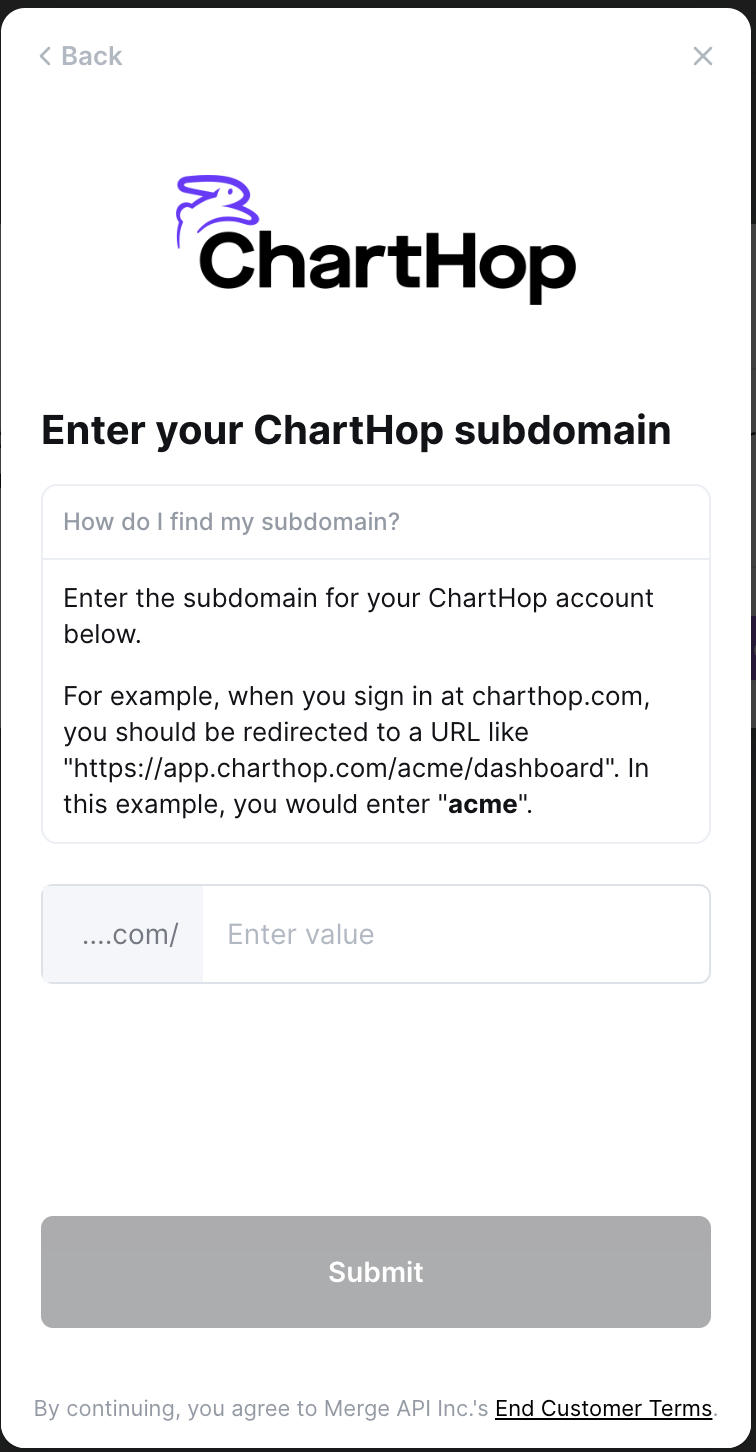 Back
ChartHop
Enter your ChartHop subdomain
How do I find my subdomain?
Enter the subdomain for your ChartHop account
below.
For example, when you sign in at charthop.com,
you should be redirected to a URL like
"https://app.charthop.com/acme/dashboard". In
this example, you would enter "acme".
....com/ Enter value
Submit
By continuing, you agree to Merge API Inc.'s End Customer Terms.